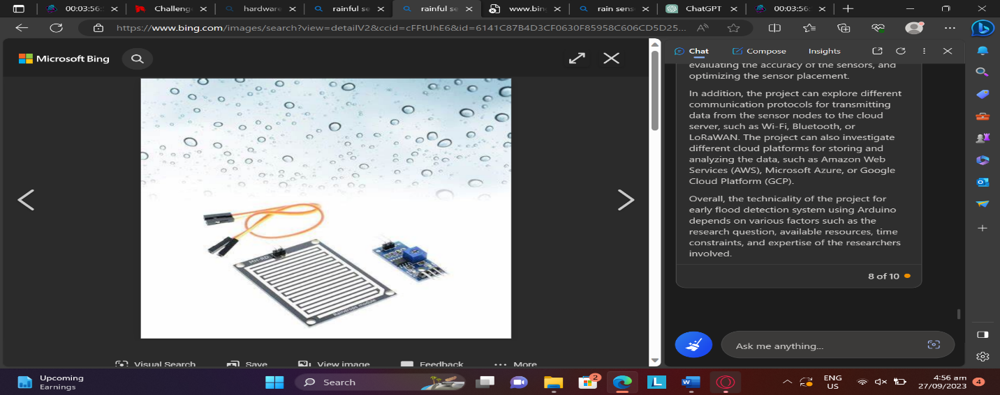 00:03:56:
Challeng
hardware
rainful se
rainful se
www.bin
rain sens
ChatGPT
00:03:56:
https://www.bing.com/images/search?view=detailV2&ccid=cFFtUhE6&id=6141C87B4D3CF0630F85958C606CD5D25...
Microsoft Bing
MH-RD
Raindrops module
Visual Search
Save
View image
Feedback
More
Chat
Compose
Insights
evaluating the accuracy of the sensors, and
optimizing the sensor placement.
In addition, the project can explore different
communication protocols for transmitting
data from the sensor nodes to the cloud
server, such as Wi-Fi, Bluetooth, or
LoRaWAN. The project can also investigate
different cloud platforms for storing and
analyzing the data, such as Amazon Web
Services (AWS), Microsoft Azure, or Google
Cloud Platform (GCP).
Overall, the technicality of the project for
early flood detection system using Arduino
depends on various factors such as the
research question, available resources, time
constraints, and expertise of the researchers
involved.
8 of 10
Ask me anything...
Upcoming
Earnings
Search
2
ENG
US
4:56 am
27/09/2023
4